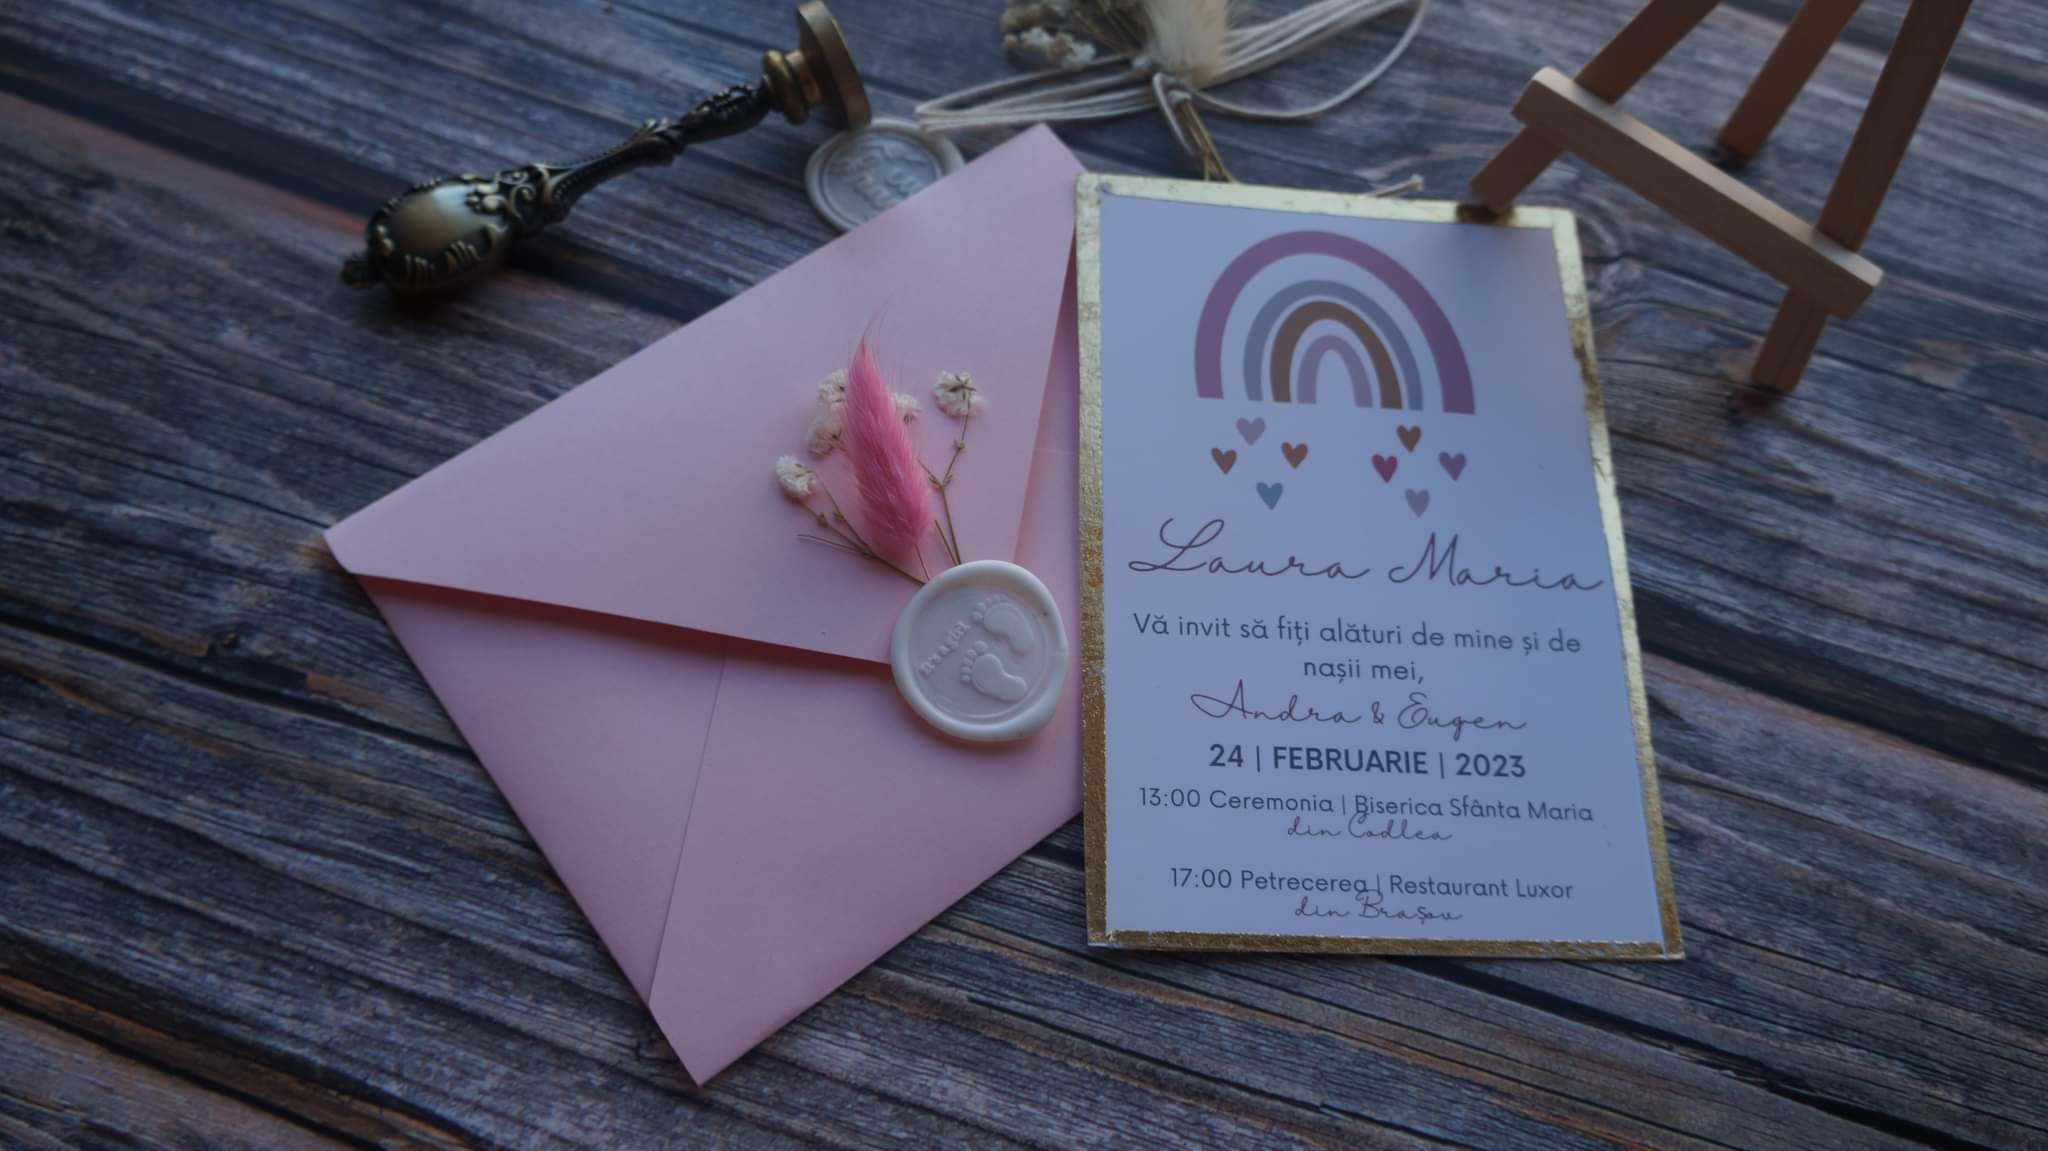 Laura Maria
Vă invit să fiți alături de mine și de
nașii mei,
Andra & Eugen
24 | FEBRUARIE | 2023
13:00 Ceremonia | Biserica Sfânta Maria
din Codlea
17:00 Petrecerea | Restaurant Luxor
din Brașov